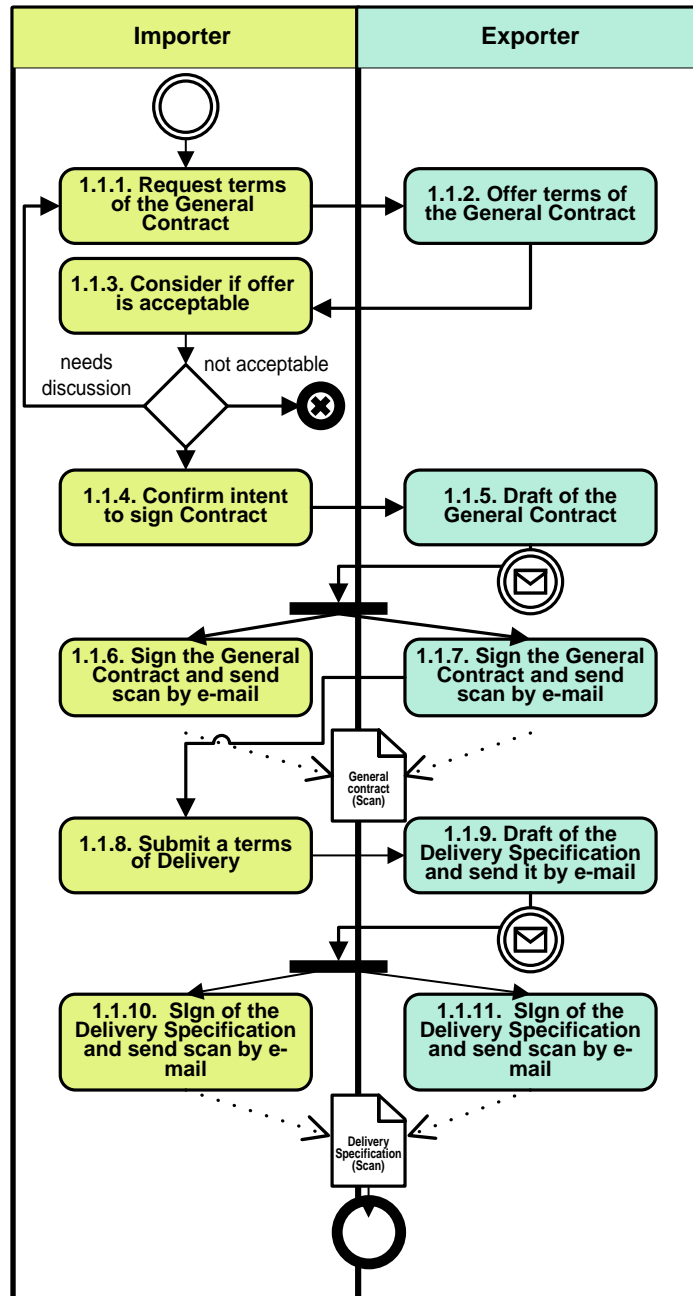 Importer
Exporter
1.1.1. Request terms
of the General
Contract
1.1.2. Offer terms of
the General Contract
1.1.3. Consider if offer
is acceptable
needs
discussion
not acceptable
1.1.4. Confirm intent
to sign Contract
1.1.5. Draft of the
General Contract
1.1.6. Sign the General
Contract and send
scan by e-mail
1.1.7. Sign the General
Contract and send
scan by e-mail
General
contract
(Scan)
1.1.8. Submit a terms
of Delivery
1.1.9. Draft of the
Delivery Specification
and send it by e-mail
1.1.10. SIgn of the
Delivery Specification
and send scan by e-
mail
1.1.11. SIgn of the
Delivery Specification
and send scan by e-
mail
Delivery
Specification
(Scan)